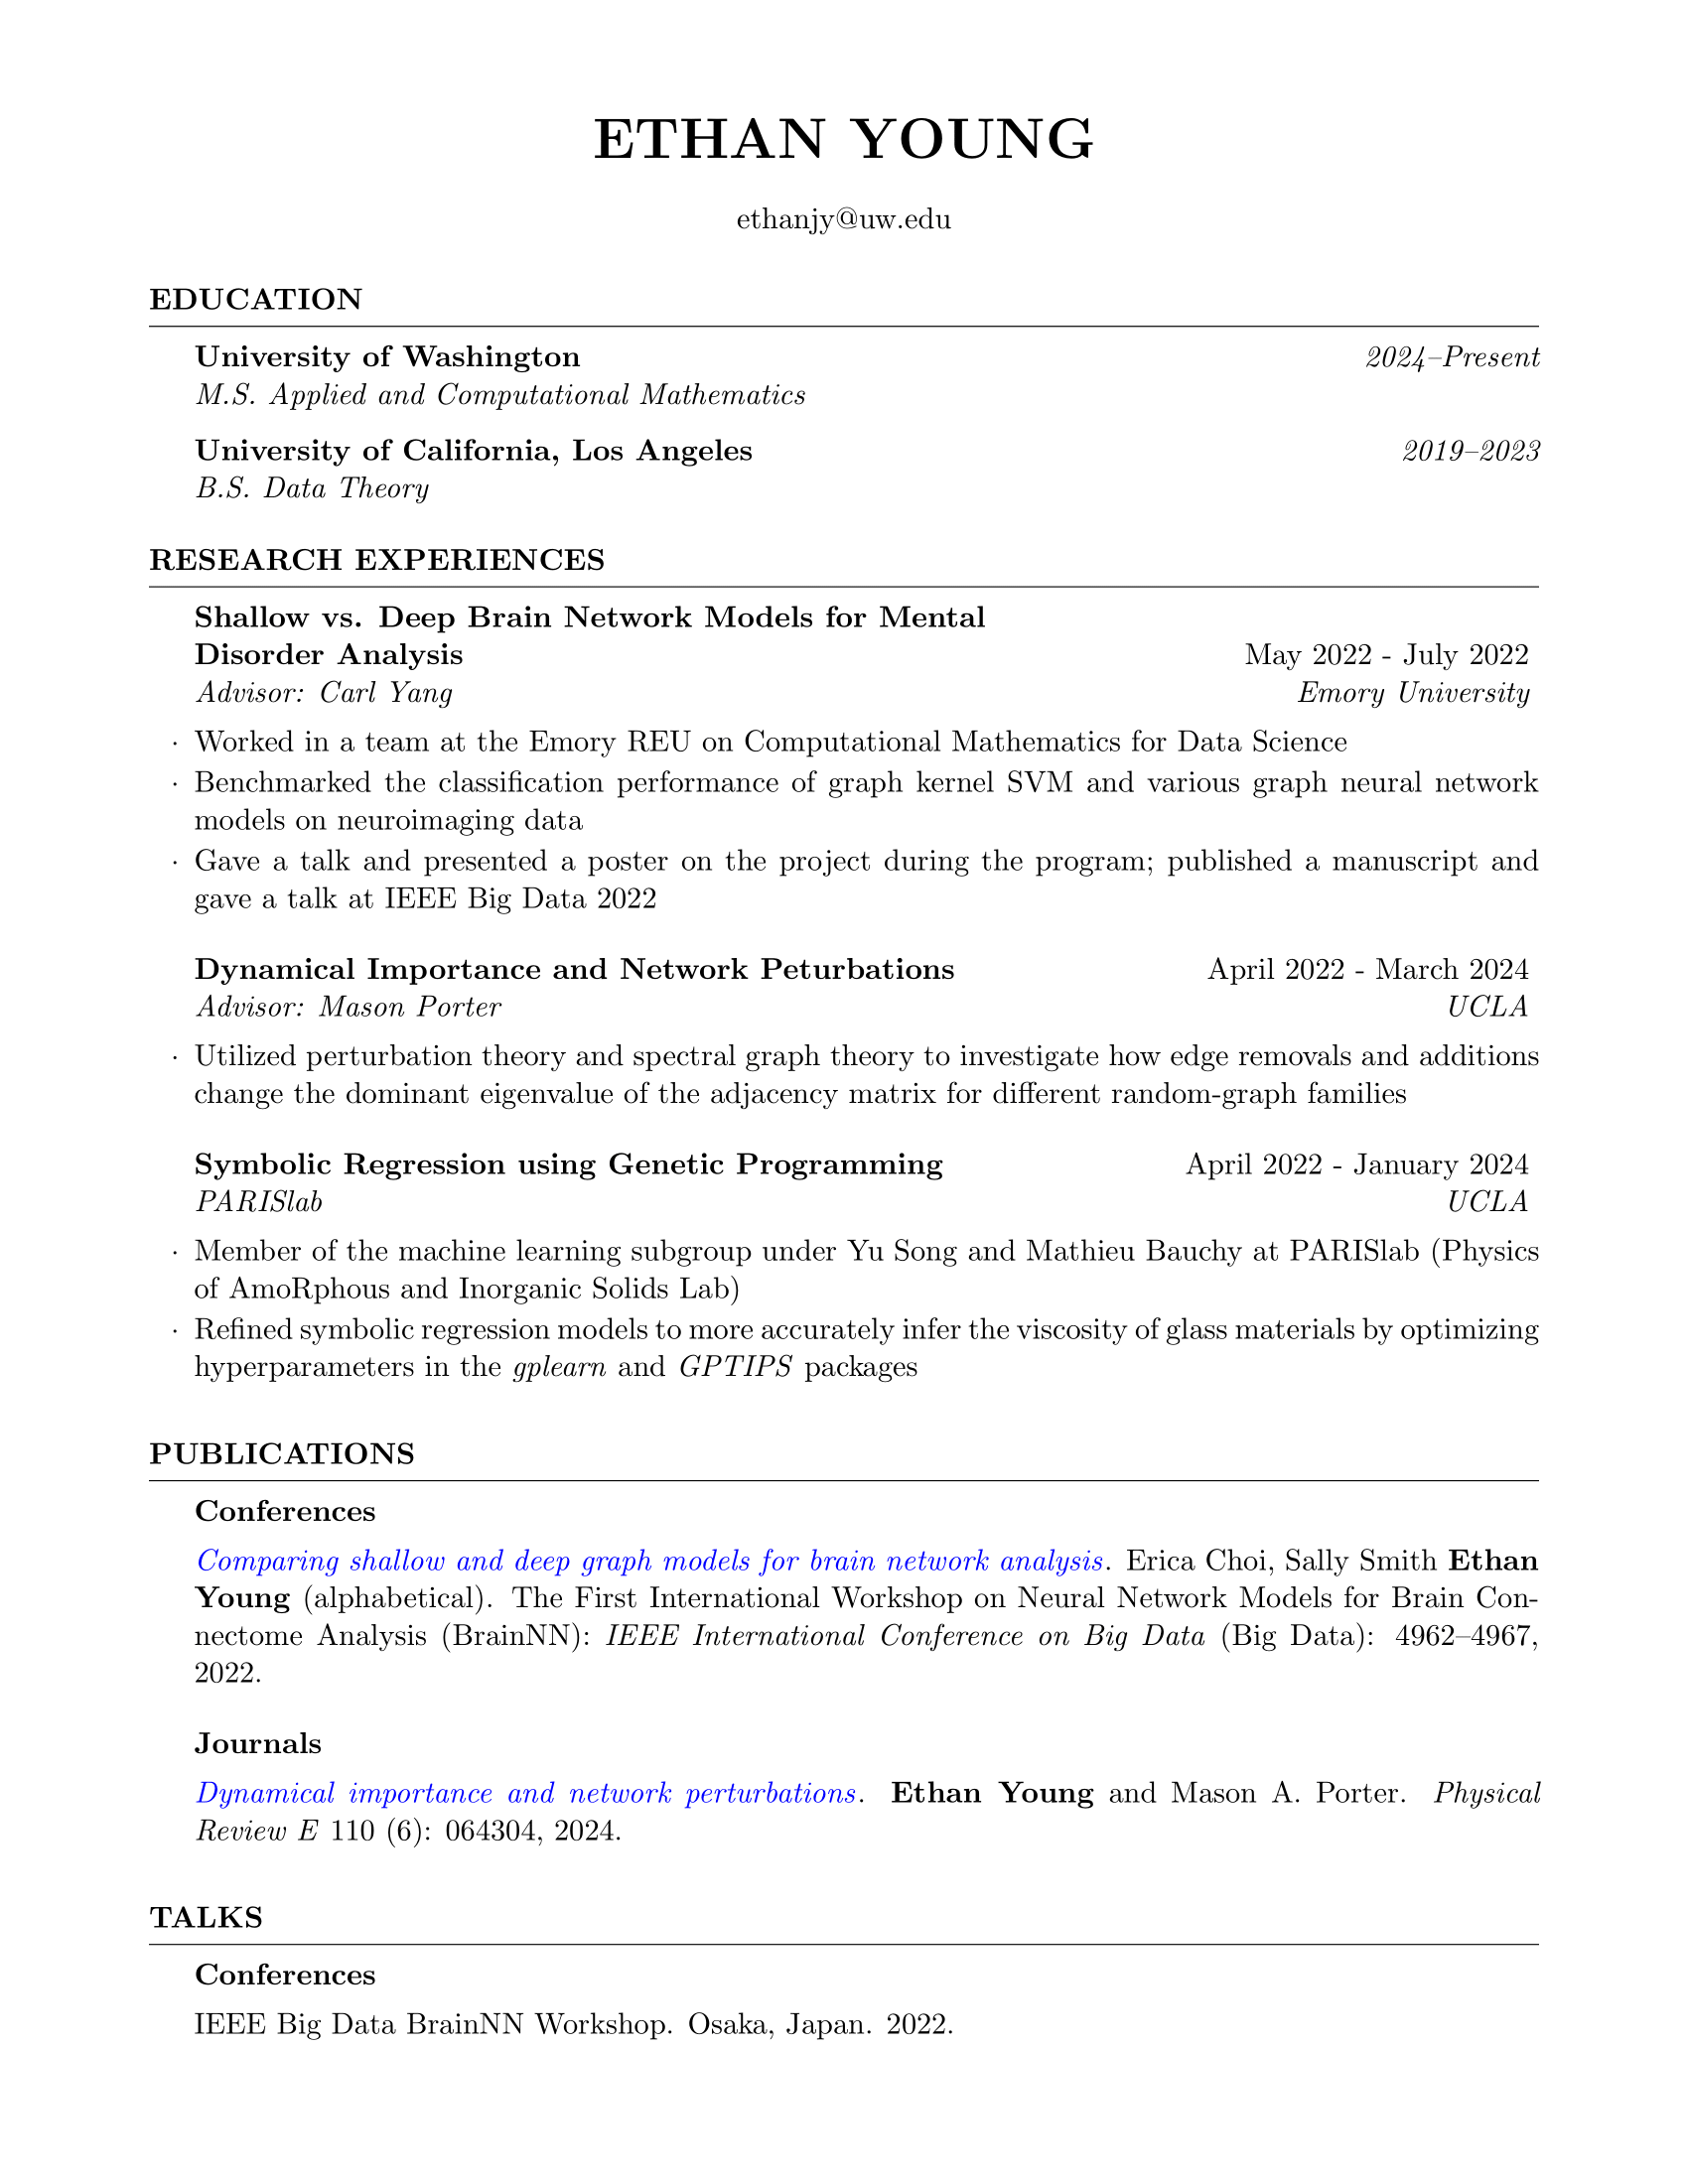 ETHAN YOUNG
ethanjy@uw.edu
EDUCATION
University of Washington 2024–Present
M.S. Applied and Computational Mathematics
University of California, Los Angeles 2019–2023
B.S. Data Theory
RESEARCH EXPERIENCES
Shallow vs. Deep Brain Network Models for Mental
Disorder Analysis May 2022 - July 2022
Advisor: Carl Yang Emory University
· Worked in a team at the Emory REU on Computational Mathematics for Data Science
· Benchmarked the classification performance of graph kernel SVM and various graph neural network
models on neuroimaging data
· Gave a talk and presented a poster on the project during the program; published a manuscript and
gave a talk at IEEE Big Data 2022
Dynamical Importance and Network Peturbations April 2022 - March 2024
Advisor: Mason Porter UCLA
· Utilized perturbation theory and spectral graph theory to investigate how edge removals and additions
change the dominant eigenvalue of the adjacency matrix for different random-graph families
Symbolic Regression using Genetic Programming April 2022 - January 2024
PARISlab UCLA
· Member of the machine learning subgroup under Yu Song and Mathieu Bauchy at PARISlab (Physics
of AmoRphous and Inorganic Solids Lab)
· Refined symbolic regression models to more accurately infer the viscosity of glass materials by optimizing
hyperparameters in the gplearn and GPTIPS packages
PUBLICATIONS
Conferences
Comparing shallow and deep graph models for brain network analysis. Erica Choi, Sally Smith Ethan
Young (alphabetical). The First International Workshop on Neural Network Models for Brain Con-
nectome Analysis (BrainNN): IEEE International Conference on Big Data (Big Data): 4962–4967,
2022.
Journals
Dynamical importance and network perturbations. Ethan Young and Mason A. Porter. Physical
Review E 110 (6): 064304, 2024.
TALKS
Conferences
IEEE Big Data BrainNN Workshop. Osaka, Japan. 2022.